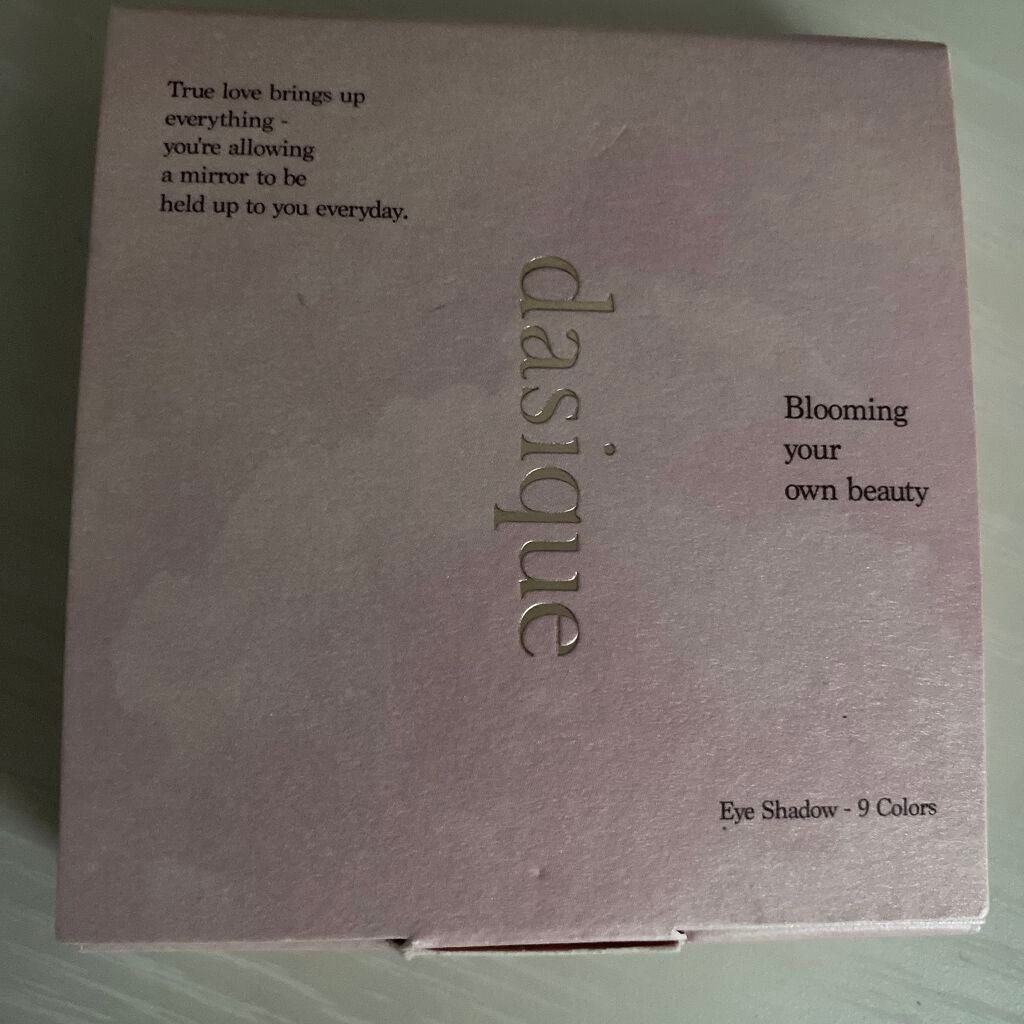 True love brings up
everything -
you're allowing
a mirror to be
held up to you everyday.
dasique
Blooming
your
own beauty
Eye Shadow - 9 Colors